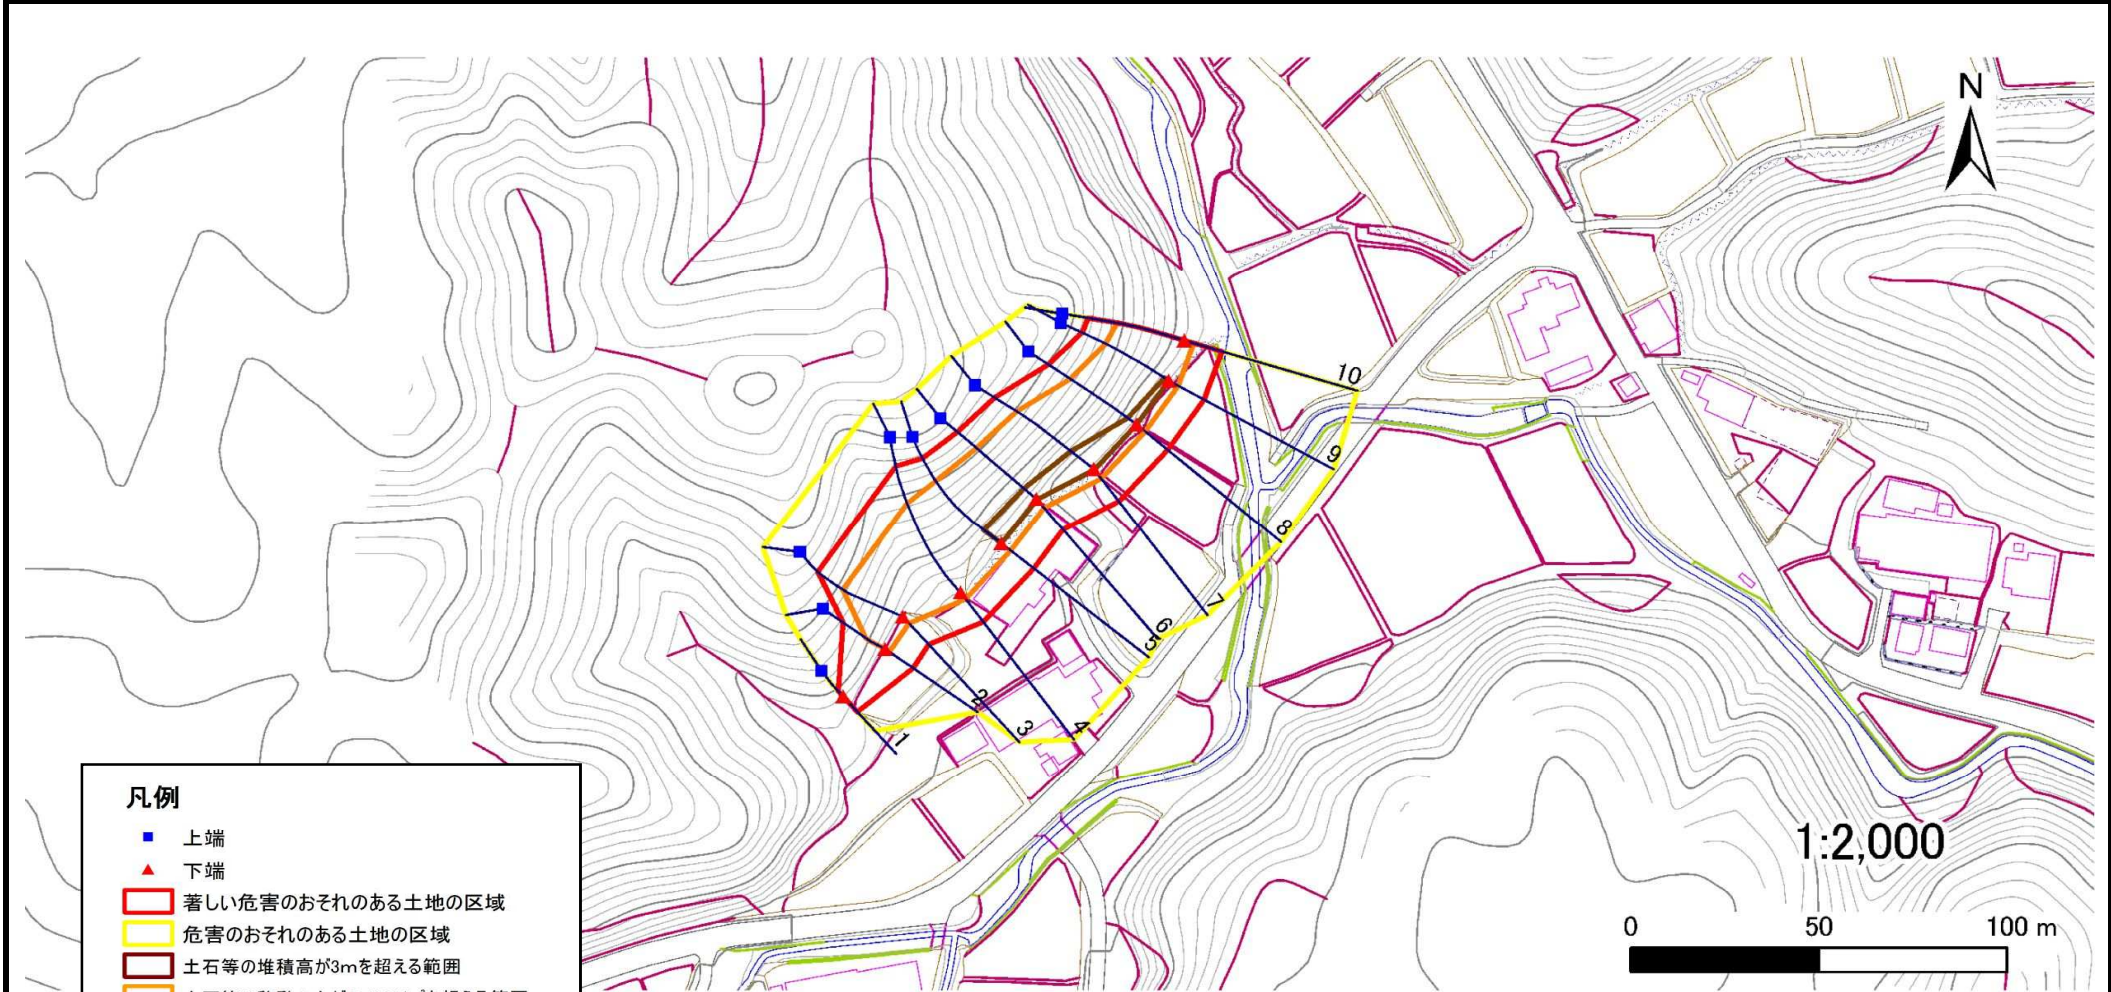 N
10
9
8
7
6
5
4
3
2
1
凡例
上端
下端
著しい危害のおそれのある土地の区域
危害のおそれのある土地の区域
土石等の堆積高が3mを超える範囲
1:2,000
0 50 100 m